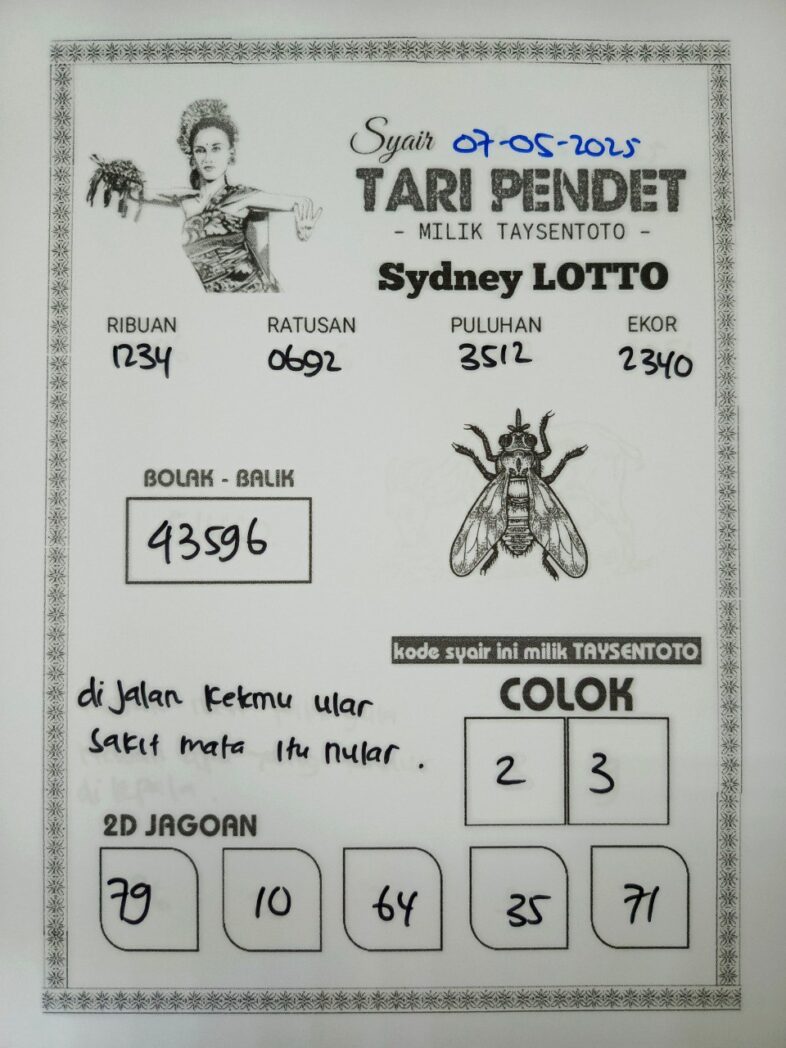 Syair 07-05-2025
TARI PENDET
- MILIK TAYSENTOTO -
Sydney LOTTO
RIBUAN RATUSAN PULUHAN EKOR
1234 0692 3512 2340
BOLAK - BALIK
43596
kode syair ini milik TAYSENTOTO
di jalan kekmu ular
sakit mata itu nular .
COLOK
2 3
2D JAGOAN
79 10 64 35 71